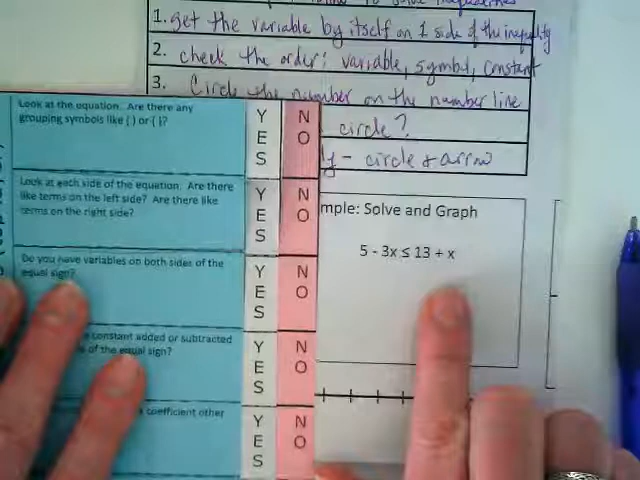 to solve inequalities
1. get the variable by itself on 1 side of the inequality
2. check the order: variable, symbol, constant
3. Circle the number on the number line
circle?
- circle & arrow
Look at the equation. Are there any grouping symbols like ( ) or { }?
YES
NO
Look at each side of the equation. Are there like terms on the left side? Are there like terms on the right side?
YES
NO
Do you have variables on both sides of the equal sign?
YES
NO
constant added or subtracted
of the equal sign?
YES
NO
coefficient other
YES
NO
mple: Solve and Graph
5 - 3x ≤ 13 + x